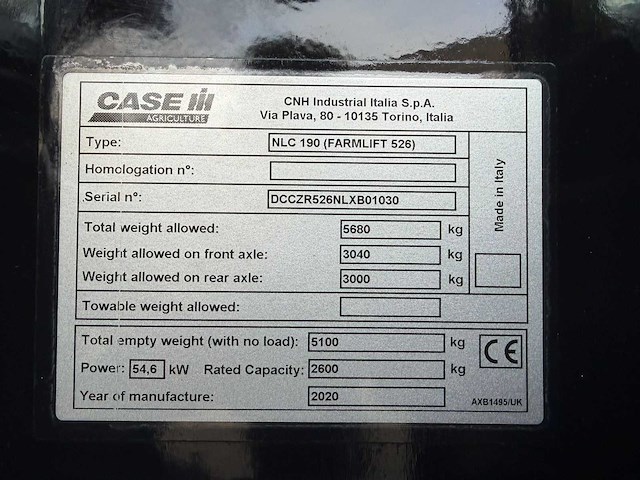 CASE IH
AGRICULTURE
CNH Industrial Italia S.p.A.
Via Plava, 80 - 10135 Torino, Italia
Type: NLC 190 (FARMLIFT 526)
Homologation n°:
Serial n°: DCCZR526NLXB01030
Made in Italy
Total weight allowed: 5680 kg
Weight allowed on front axle: 3040 kg
Weight allowed on rear axle: 3000 kg
Towable weight allowed:
Total empty weight (with no load): 5100 kg
CE
Power: 54,6 kW Rated Capacity: 2600 kg
Year of manufacture: 2020
AXB1495/UK